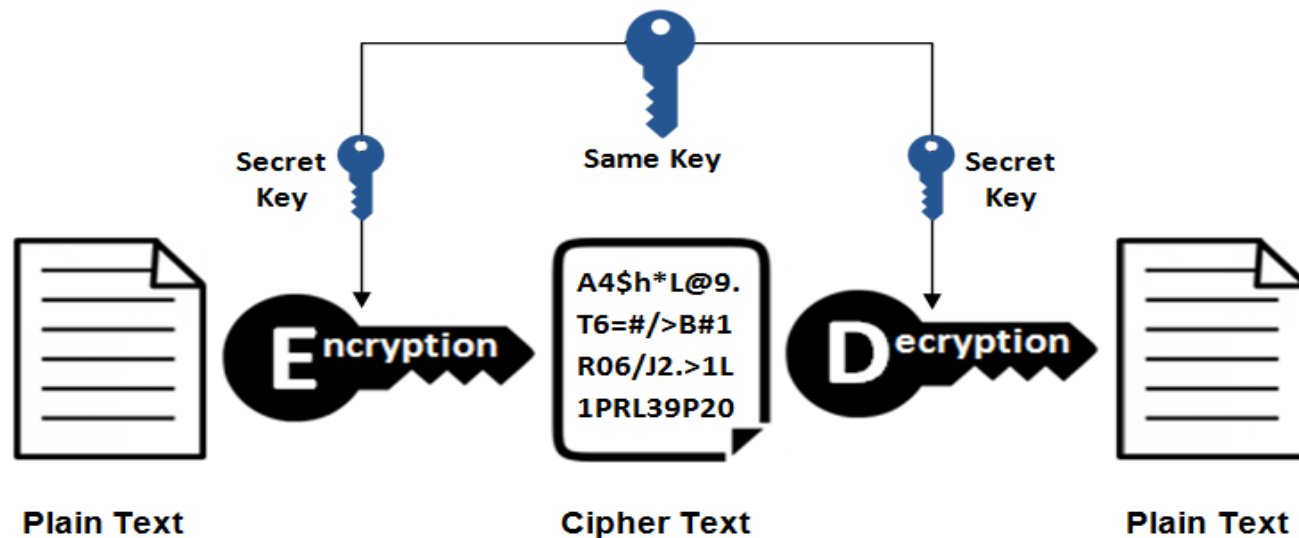 Same Key
Secret
Key
Secret
Key
Encryption
A4$h*L@9.
T6=#/>B#1
R06/J2.>1L
1PRL39P20
Decryption
Plain Text
Cipher Text
Plain Text